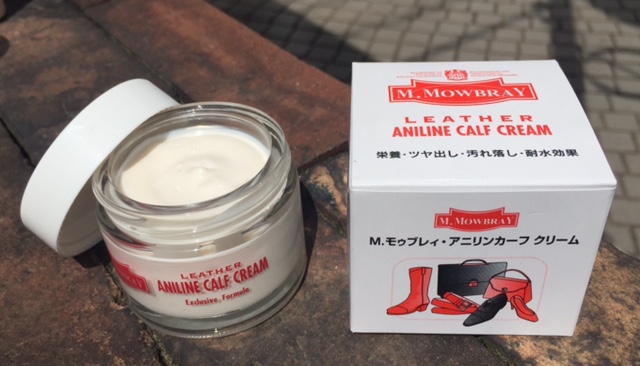 M. MOWBRAY
LEATHER
ANILINE CALF CREAM
栄養・ツヤ出し・汚れ落し・耐水効果
M. MOWBRAY
M.モゥブレィ・アニリンカーフ クリーム
LEATHER
ANILINE CALF CREAM
Exclusive Formula